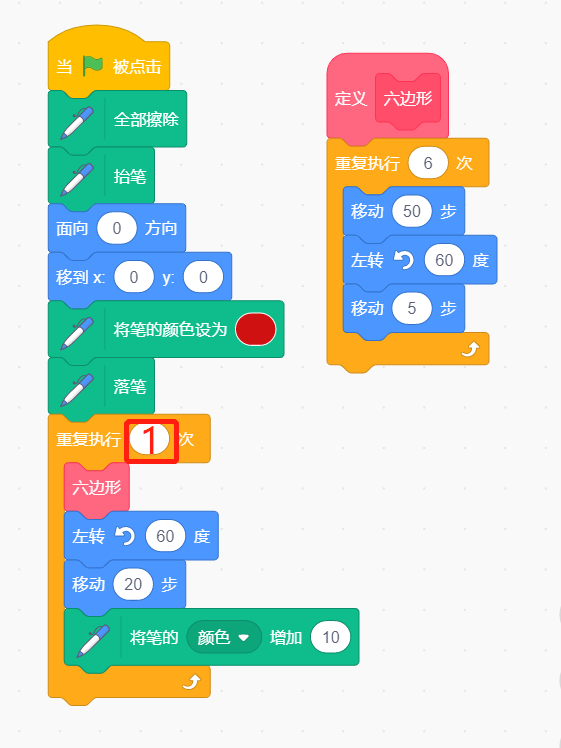 当 被点击
全部擦除
抬笔
面向 0 方向
移到 x: 0 y: 0
将笔的颜色设为
落笔
重复执行 1 次
六边形
左转 60 度
移动 20 步
将笔的 颜色 增加 10
定义 六边形
重复执行 6 次
移动 50 步
左转 60 度
移动 5 步